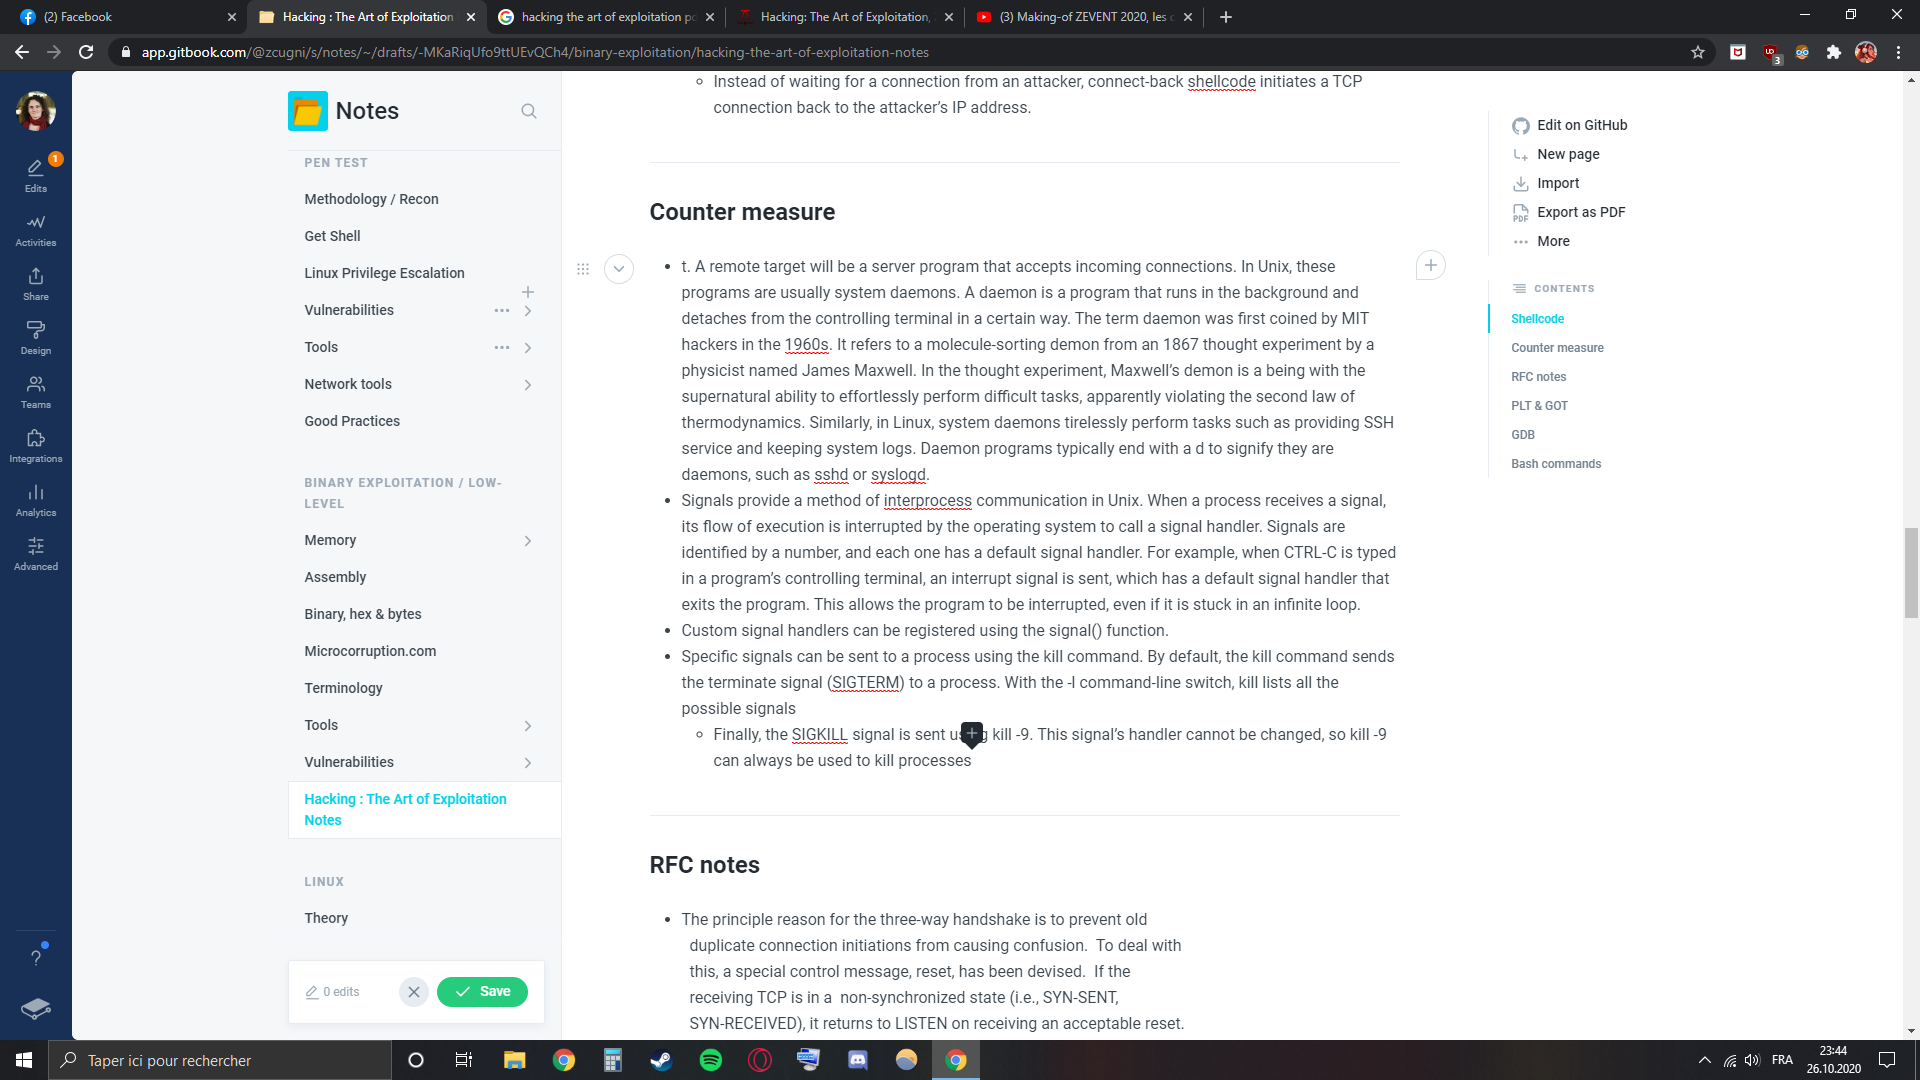 (2) Facebook
Hacking : The Art of Exploitation
hacking the art of exploitation po
Hacking: The Art of Exploitation,
(3) Making-of ZEVENT 2020, les c
app.gitbook.com/@zcugni/s/notes/~/drafts/-MKaRiqUfo9ttUEvQCh4/binary-exploitation/hacking-the-art-of-exploitation-notes
3
1
Edits
Activities
Share
Design
Teams
Integrations
Analytics
Advanced
Notes
PEN TEST
Methodology / Recon
Get Shell
Linux Privilege Escalation
Vulnerabilities
Tools
Network tools
Good Practices
BINARY EXPLOITATION / LOW-
LEVEL
Memory
Assembly
Binary, hex & bytes
Microcorruption.com
Terminology
Tools
Vulnerabilities
Hacking : The Art of Exploitation
Notes
LINUX
Theory
0 edits
Save
Instead of waiting for a connection from an attacker, connect-back shellcode initiates a TCP
connection back to the attacker's IP address.
Counter measure
t. A remote target will be a server program that accepts incoming connections. In Unix, these
programs are usually system daemons. A daemon is a program that runs in the background and
detaches from the controlling terminal in a certain way. The term daemon was first coined by MIT
hackers in the 1960s. It refers to a molecule-sorting demon from an 1867 thought experiment by a
physicist named James Maxwell. In the thought experiment, Maxwell's demon is a being with the
supernatural ability to effortlessly perform difficult tasks, apparently violating the second law of
thermodynamics. Similarly, in Linux, system daemons tirelessly perform tasks such as providing SSH
service and keeping system logs. Daemon programs typically end with a d to signify they are
daemons, such as sshd or syslogd.
Signals provide a method of interprocess communication in Unix. When a process receives a signal,
its flow of execution is interrupted by the operating system to call a signal handler. Signals are
identified by a number, and each one has a default signal handler. For example, when CTRL-C is typed
in a program's controlling terminal, an interrupt signal is sent, which has a default signal handler that
exits the program. This allows the program to be interrupted, even if it is stuck in an infinite loop.
Custom signal handlers can be registered using the signal() function.
Specific signals can be sent to a process using the kill command. By default, the kill command sends
the terminate signal (SIGTERM) to a process. With the -l command-line switch, kill lists all the
possible signals
Finally, the SIGKILL signal is sent using kill -9. This signal's handler cannot be changed, so kill -9
can always be used to kill processes
RFC notes
The principle reason for the three-way handshake is to prevent old
duplicate connection initiations from causing confusion. To deal with
this, a special control message, reset, has been devised. If the
receiving TCP is in a non-synchronized state (i.e., SYN-SENT,
SYN-RECEIVED), it returns to LISTEN on receiving an acceptable reset.
Edit on GitHub
New page
Import
PDF
Export as PDF
More
CONTENTS
Shellcode
Counter measure
RFC notes
PLT & GOT
GDB
Bash commands
Taper ici pour rechercher
FRA
23:44
26.10.2020